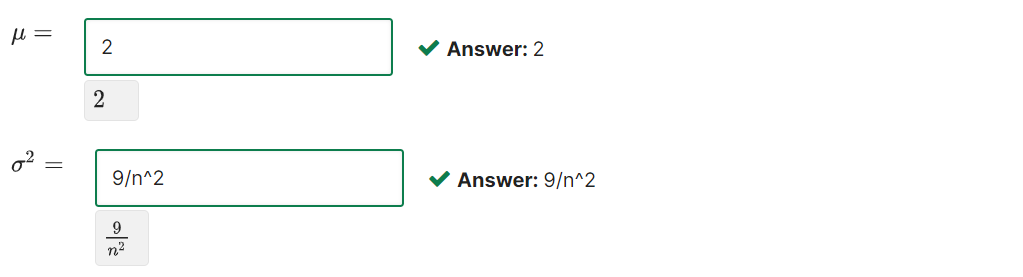 μ = 2 ✔ Answer: 2
2
σ² = 9/n^2 ✔ Answer: 9/n^2
9/n²